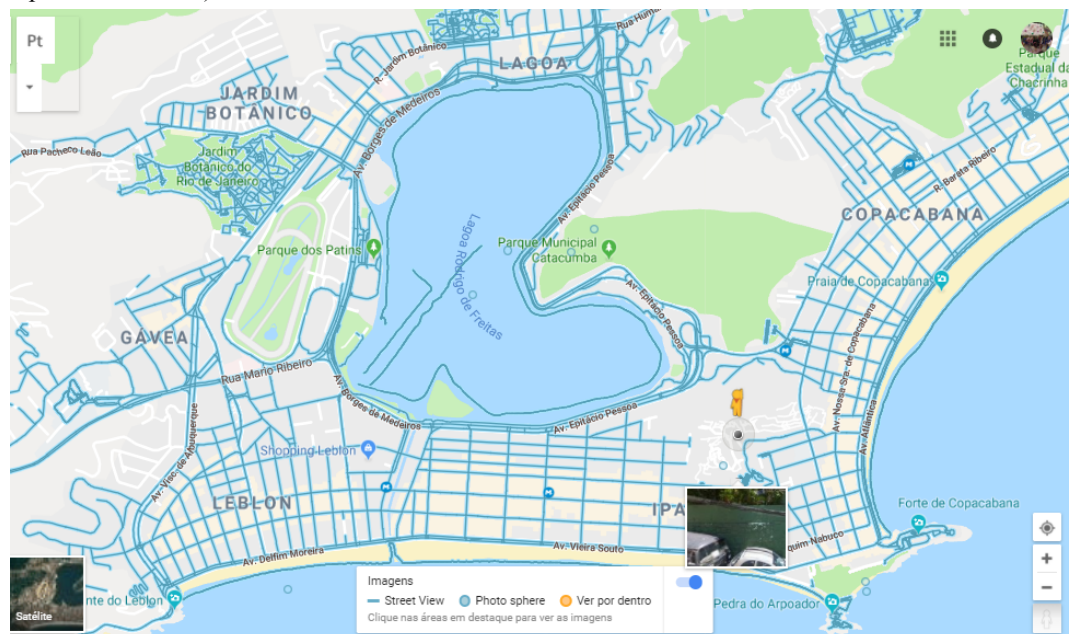 Pt
Rua Huma
R. Jardim Botânico
LAGOA
Parque
Estadual da
Chacrinha
JARDIM
BOTÂNICO
Av. Borges de Medeiros
Rua Pacheco Leão
Jardim
Botânico do
Rio de Janeiro
R. Barata Ribeiro
Av. Epitácio Pessoa
COPACABANA
Lagoa Rodrigo de Freitas
Parque dos Patins
Parque Municipal
Catacumba
Praia de Copacabana
Av. Epitácio Pessoa
GÁVEA
Rua Mario Ribeiro
Av. Nossa Sra. de Copacabana
Av. Atlântica
Av. Borges de Medeiros
Av. Epitácio Pessoa
Av. Visc. de Albuquerque
Shopping Leblon
LEBLON
IPA
Forte de Copacabana
Av. Delfim Moreira
Av. Vieira Souto
quim Nabuco
Imagens
Street View
Photo sphere
Ver por dentro
Clique nas áreas em destaque para ver as imagens
nte do Leblon
Pedra do Arpoador
Satélite